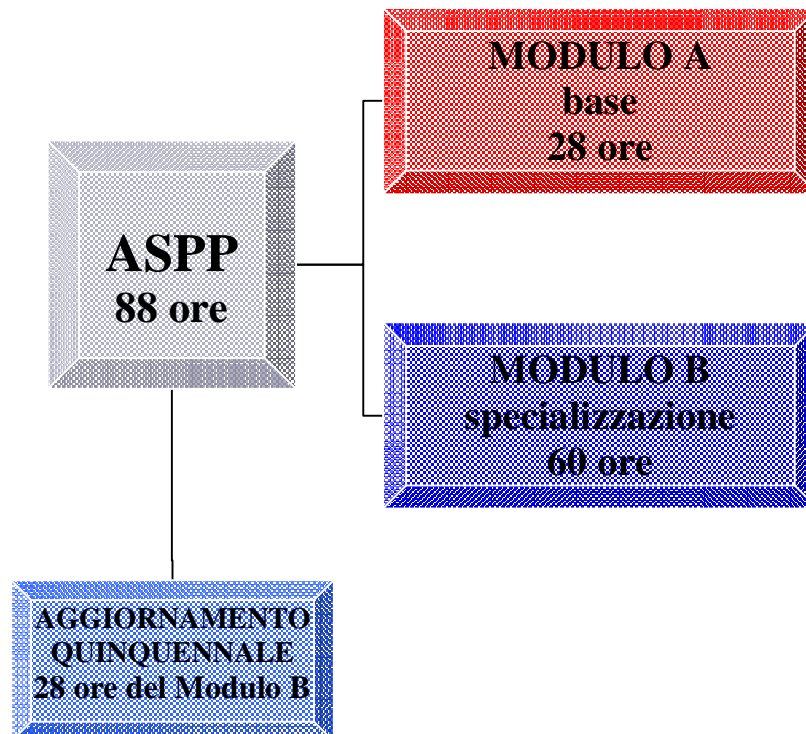 MODULO A
base
28 ore
ASPP
88 ore
MODULO B
specializzazione
60 ore
AGGIORNAMENTO
QUINQUENNALE
28 ore del Modulo B